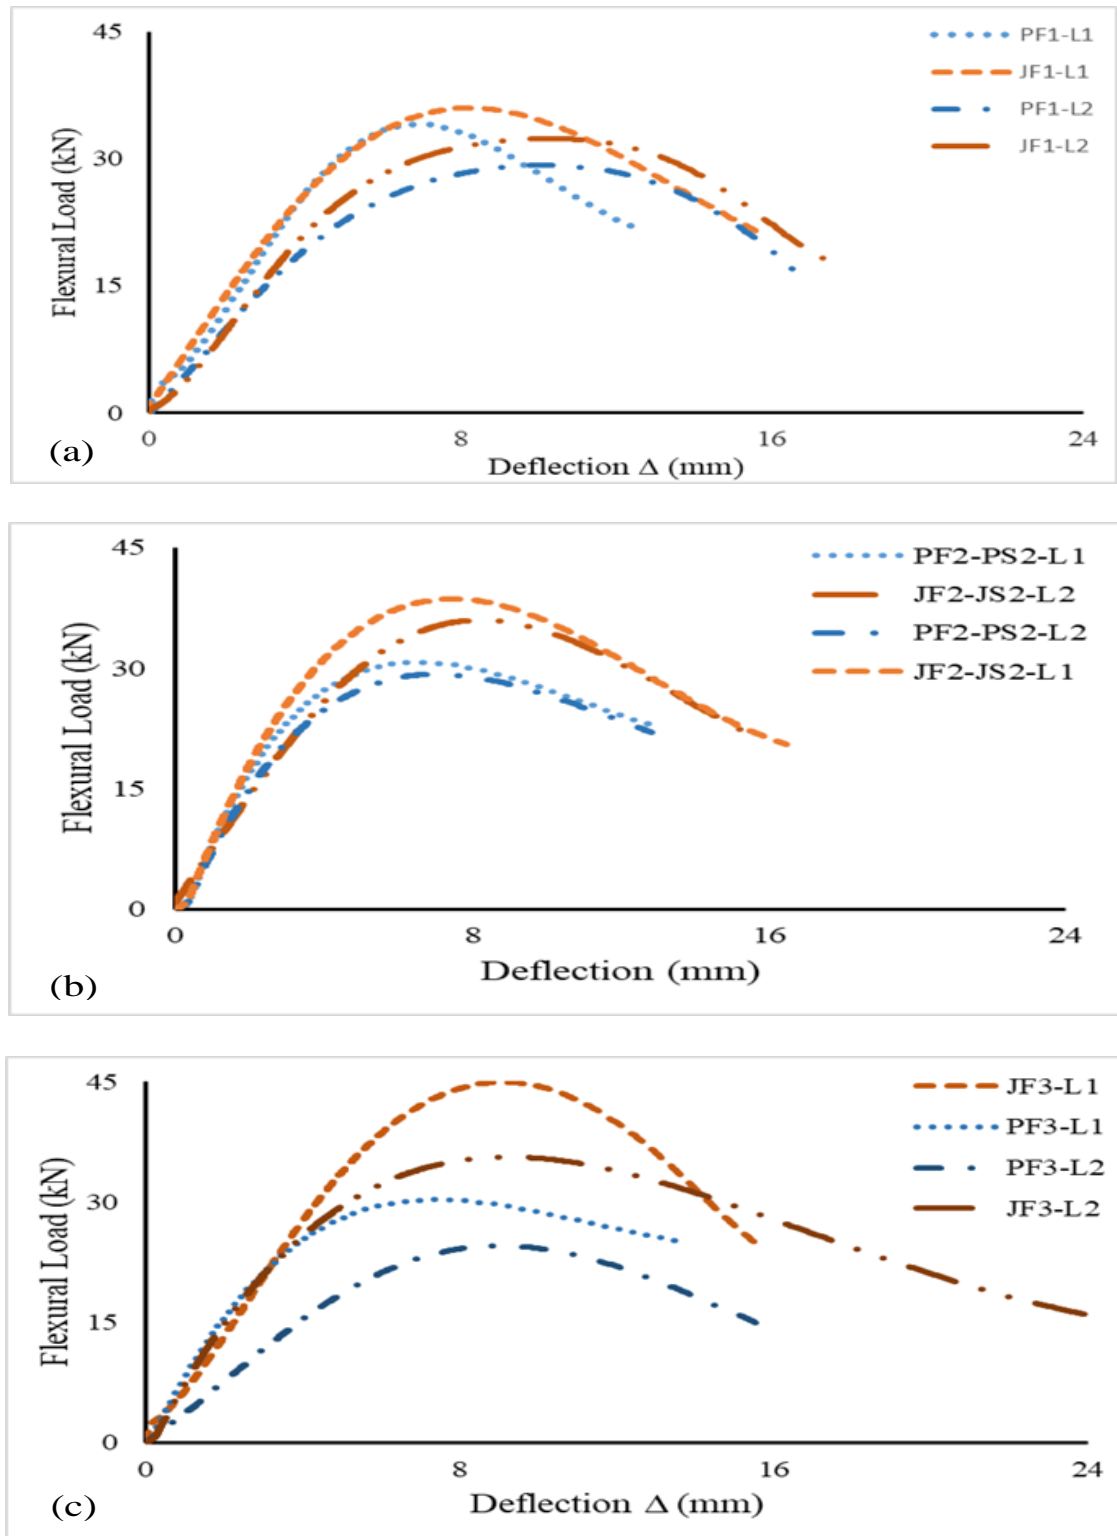 45
30
15
0
Flexural Load (kN)
PF1-L1
JF1-L1
PF1-L2
JF1-L2
0 8 16 24
(a)
Deflection Δ (mm)
45
30
15
0
Flexural Load (kN)
PF2-PS2-L1
JF2-JS2-L2
PF2-PS2-L2
JF2-JS2-L1
0 8 16 24
(b)
Deflection (mm)
45
30
15
0
Flexural Load (kN)
JF3-L1
PF3-L1
PF3-L2
JF3-L2
0 8 16 24
(c)
Deflection Δ (mm)